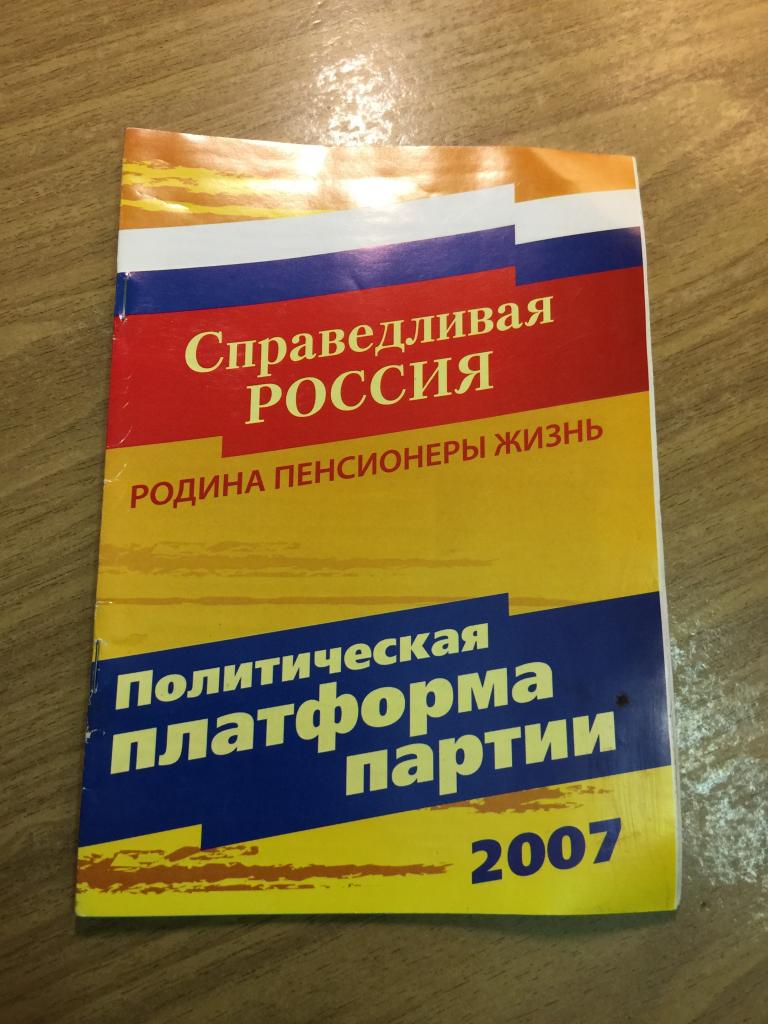 Справедливая
РОССИЯ
РОДИНА ПЕНСИОНЕРЫ ЖИЗНЬ
Политическая
платформа
партии
2007